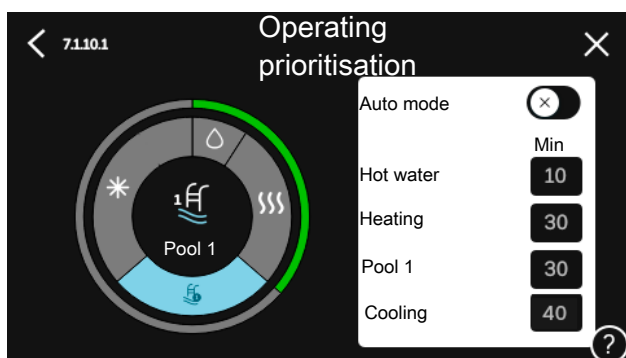 7.1.10.1
Operating
prioritisation
Auto mode
Min
Hot water 10
Heating 30
Pool 1 30
Cooling 40
1
Pool 1
1
?